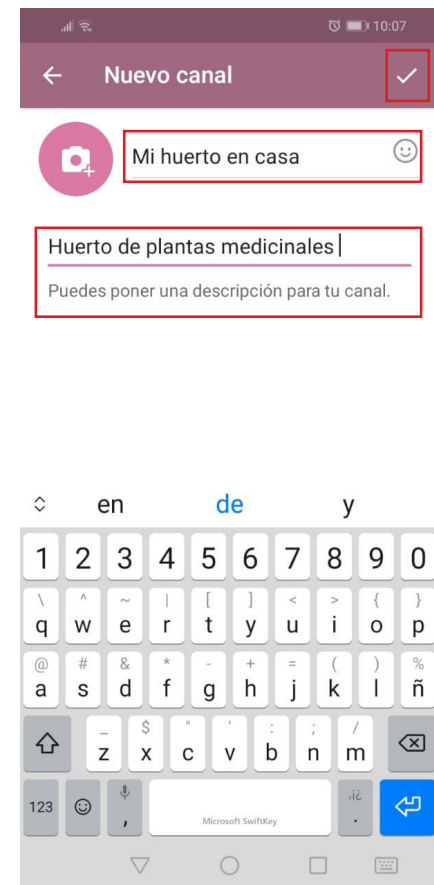 10:07
Nuevo canal
Mi huerto en casa
Huerto de plantas medicinales
Puedes poner una descripción para tu canal.
en de y
1 2 3 4 5 6 7 8 9 0
\ ^ ~ | [ ] < > { }
q w e r t y u i o p
@ # & * - + = ( ) %
a s d f g h j k l ñ
_ $ " ' : ; /
z x c v b n m
123 , Microsoft SwiftKey ¡¿ .